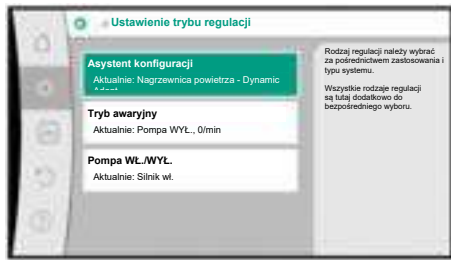 Ustawienie trybu regulacji
Asystent konfiguracji
Aktualnie: Nagrzewnica powietrza - Dynamic
Adapt
Tryb awaryjny
Aktualnie: Pompa WYŁ., 0/min
Pompa WŁ./WYŁ.
Aktualnie: Silnik wł.
Rodzaj regulacji należy wybrać
za pośrednictwem zastosowania i
typu systemu.
Wszystkie rodzaje regulacji
są tutaj dodatkowo do
bezpośredniego wyboru.